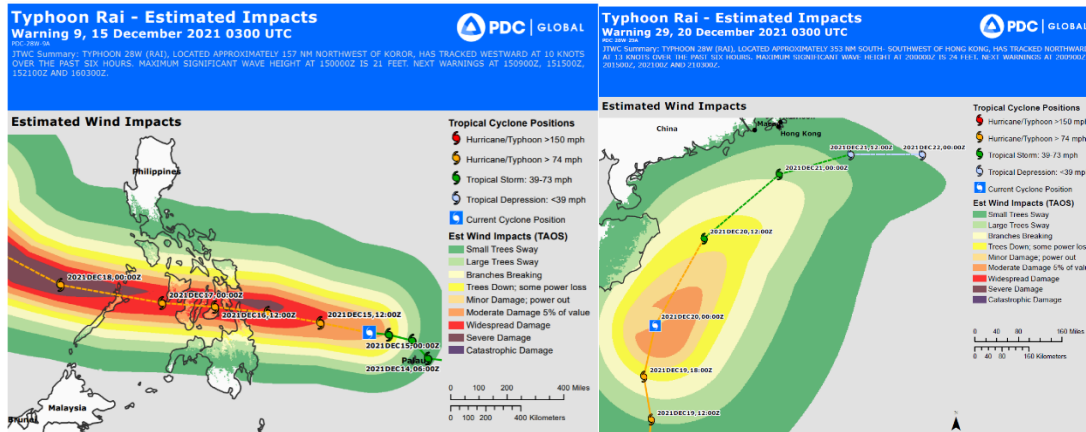 Typhoon Rai - Estimated Impacts
Warning 9, 15 December 2021 0300 UTC
PDC-28W-9A
PDC | GLOBAL
JTWC Summary: TYPHOON 28W (RAI), LOCATED APPROXIMATELY 157 NM NORTHWEST OF KOROR, HAS TRACKED WESTWARD AT 10 KNOTS
OVER THE PAST SIX HOURS. MAXIMUM SIGNIFICANT WAVE HEIGHT AT 150000Z IS 21 FEET. NEXT WARNINGS AT 150900Z, 151500Z,
152100Z AND 160300Z.
Estimated Wind Impacts
Philippines
2021DEC18,00:00Z
2021DEC17,00:00Z
2021DEC16,12:00Z
2021DEC15,12:00Z
2021DEC15,00:00Z
Palau
2021DEC14,06:00Z
Malaysia
Brunei
Tropical Cyclone Positions
Hurricane/Typhoon >150 mph
Hurricane/Typhoon > 74 mph
Tropical Storm: 39-73 mph
Tropical Depression: <39 mph
Current Cyclone Position
Est Wind Impacts (TAOS)
Small Trees Sway
Large Trees Sway
Branches Breaking
Trees Down; some power loss
Minor Damage; power out
Moderate Damage 5% of value
Widespread Damage
Severe Damage
Catastrophic Damage
0 100 200 400 Miles
0 100 200 400 Kilometers
Typhoon Rai - Estimated Impacts
Warning 29, 20 December 2021 0300 UTC
PDC | GLOBAL
JTWC Summary: TYPHOON 28W (RAI), LOCATED APPROXIMATELY 353 NM SOUTH- SOUTHWEST OF HONG KONG, HAS TRACKED NORTHWARD
AT 13 KNOTS OVER THE PAST SIX HOURS. MAXIMUM SIGNIFICANT WAVE HEIGHT AT 200000Z IS 24 FEET. NEXT WARNINGS AT 200900Z,
201500Z, 202100Z AND 210300Z.
Estimated Wind Impacts
China
Hong Kong
2021DEC21,12:00Z
2021DEC22,00:00Z
2021DEC21,00:00Z
2021DEC20,12:00Z
2021DEC20,00:00Z
2021DEC19,18:00Z
2021DEC19,12:00Z
Tropical Cyclone Positions
Hurricane/Typhoon >150 mph
Hurricane/Typhoon > 74 mph
Tropical Storm: 39-73 mph
Tropical Depression: <39 mph
Current Cyclone Position
Est Wind Impacts (TAOS)
Small Trees Sway
Large Trees Sway
Branches Breaking
Trees Down; some power loss
Minor Damage; power out
Moderate Damage 5% of value
Widespread Damage
Severe Damage
Catastrophic Damage
0 40 80 160 Miles
0 40 80 160 Kilometers